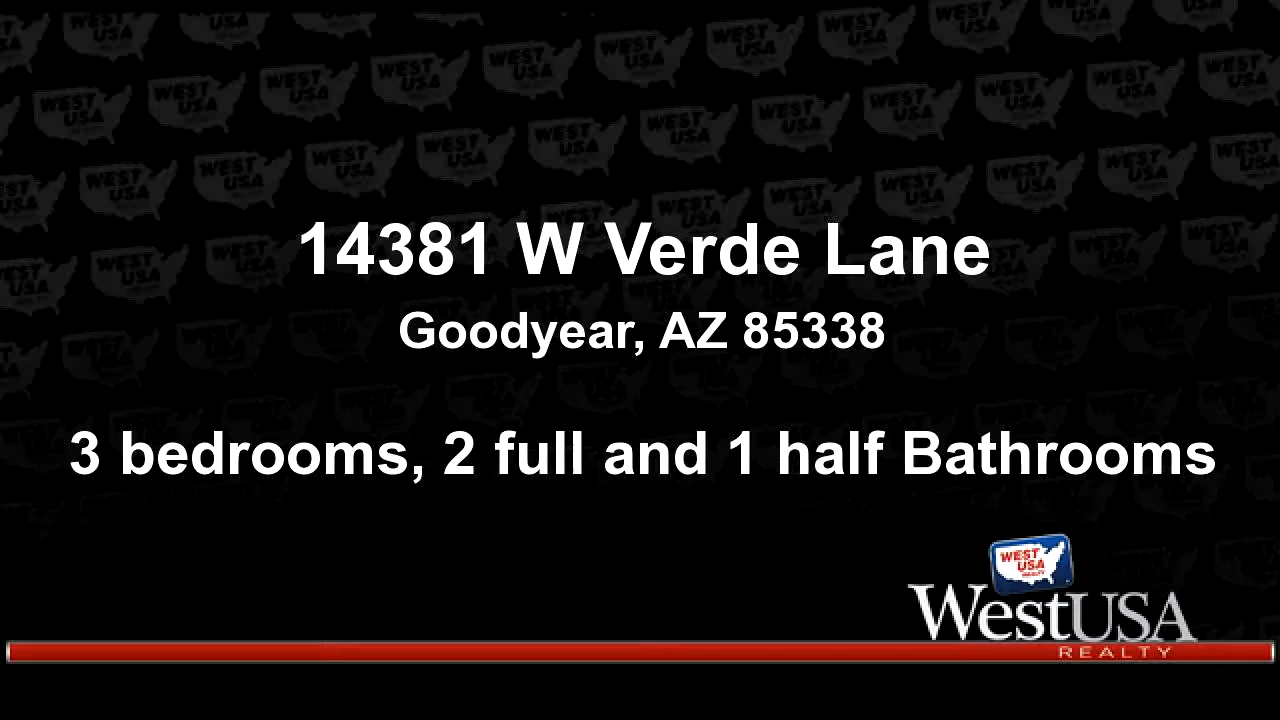 14381 W Verde Lane
Goodyear, AZ 85338
3 bedrooms, 2 full and 1 half Bathrooms
WEST
USA
REALTY
WestUSA
REALTY